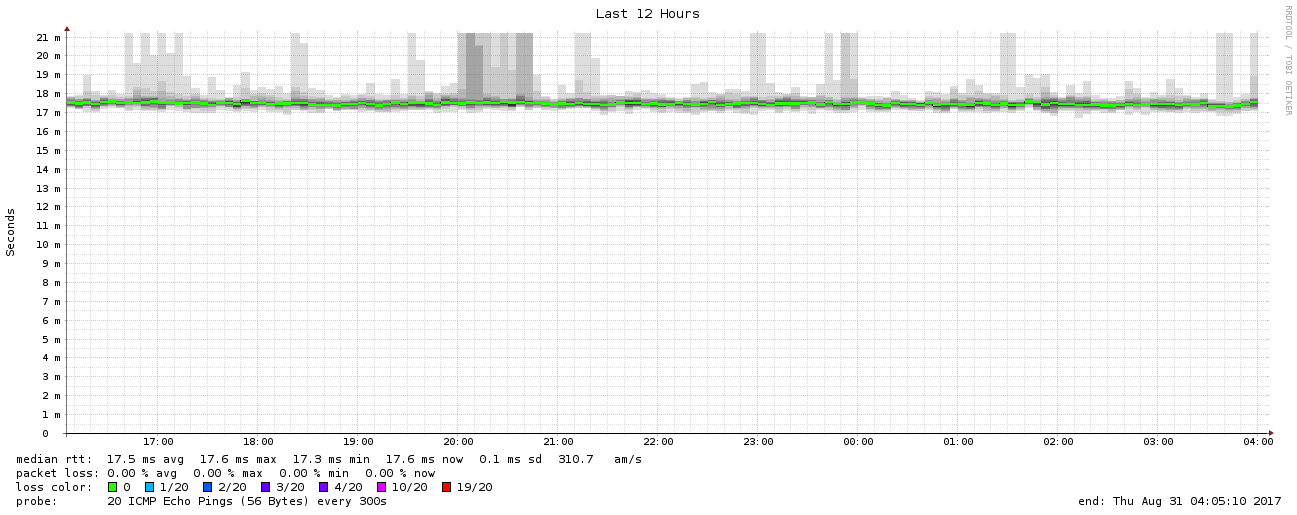 Last 12 Hours
RRDTOOL / TOBI OETIKER
Seconds
21 m
20 m
19 m
18 m
17 m
16 m
15 m
14 m
13 m
12 m
11 m
10 m
9 m
8 m
7 m
6 m
5 m
4 m
3 m
2 m
1 m
0
17:00 18:00 19:00 20:00 21:00 22:00 23:00 00:00 01:00 02:00 03:00 04:00
median rtt: 17.5 ms avg 17.6 ms max 17.3 ms min 17.6 ms now 0.1 ms sd 310.7 am/s
packet loss: 0.00 % avg 0.00 % max 0.00 % min 0.00 % now
loss color: 0 1/20 2/20 3/20 4/20 10/20 19/20
probe: 20 ICMP Echo Pings (56 Bytes) every 300s end: Thu Aug 31 04:05:10 2017